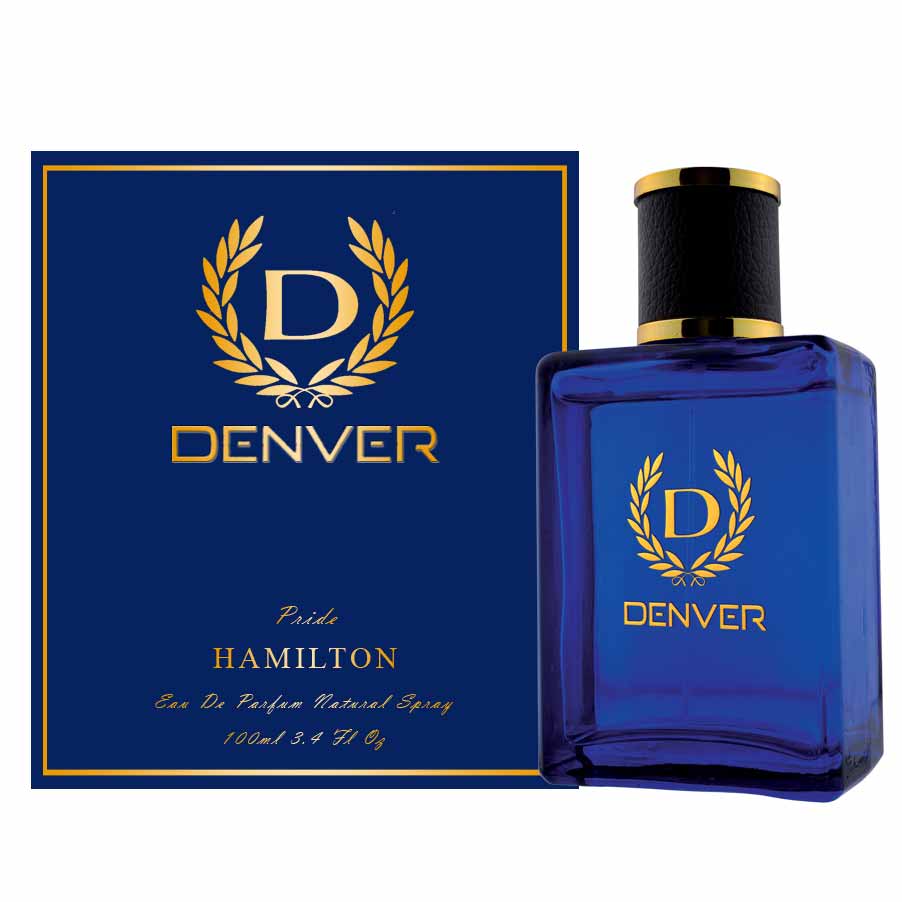 D
DENVER
Pride
HAMILTON
Eau De Parfum Natural Spray
100ml 3.4 Fl Oz
D
DENVER